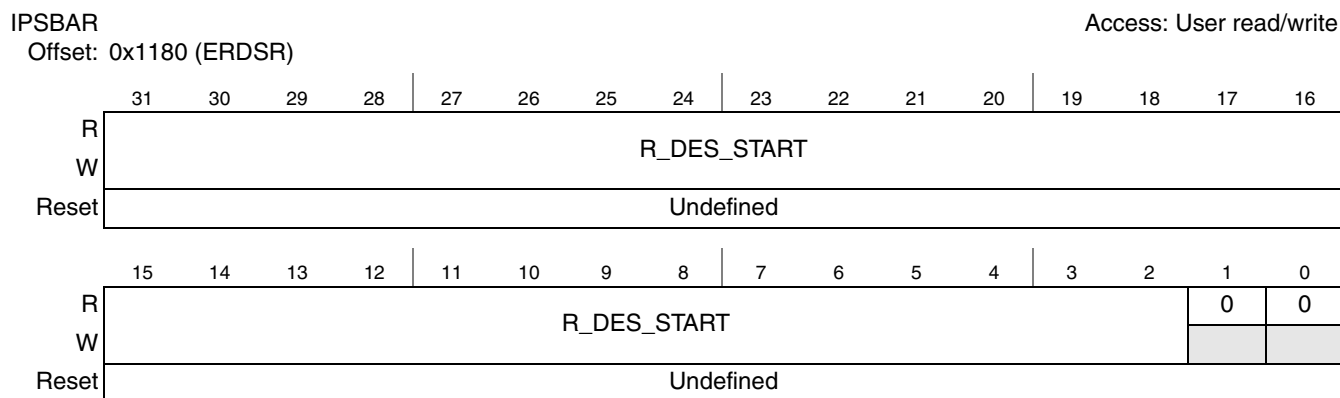 IPSBAR Access: User read/write
Offset: 0x1180 (ERDSR)
31 30 29 28 27 26 25 24 23 22 21 20 19 18 17 16
R
R_DES_START
W
Reset Undefined
15 14 13 12 11 10 9 8 7 6 5 4 3 2 1 0
R 0 0
R_DES_START
W
Reset Undefined